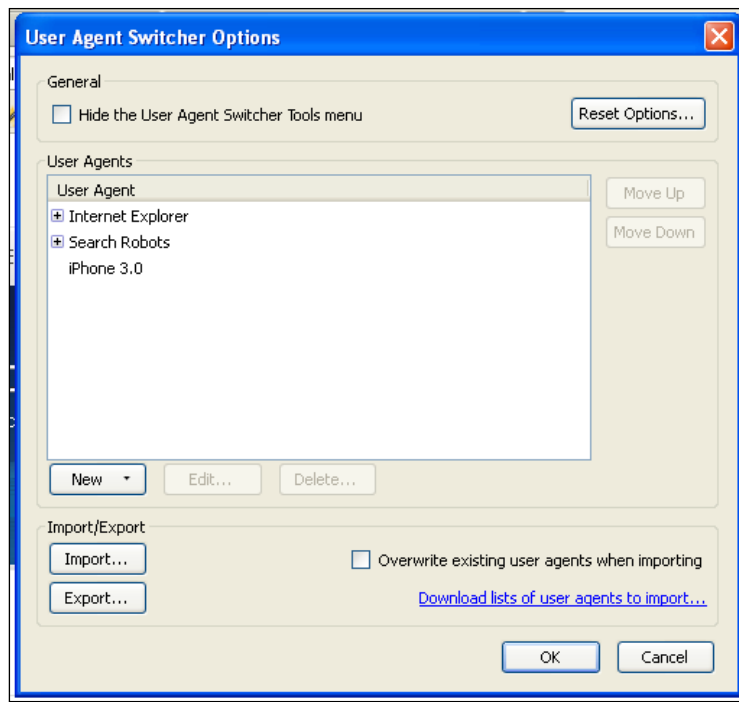 User Agent Switcher Options
General
Hide the User Agent Switcher Tools menu
Reset Options...
User Agents
User Agent
Internet Explorer
Search Robots
iPhone 3.0
Move Up
Move Down
New
Edit...
Delete...
Import/Export
Import...
Overwrite existing user agents when importing
Export...
Download lists of user agents to import...
OK
Cancel